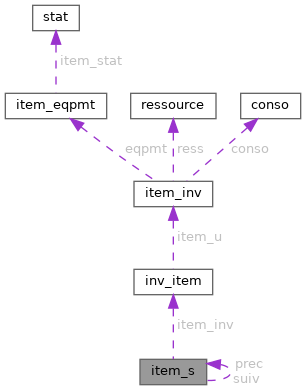 stat
item_stat
item_eqpmt
ressource
conso
eqpmt
ress
conso
item_inv
item_u
inv_item
item_inv
item_s
prec
suiv